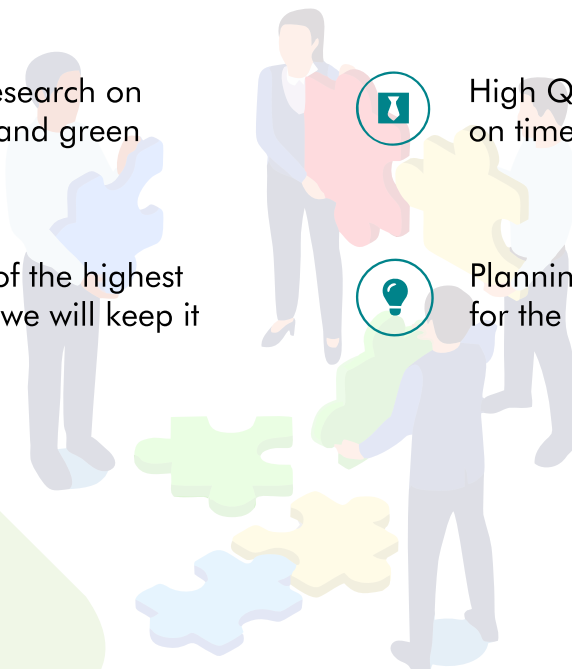 esearch on
and green
of the highest
we will keep it
High Q
on time
Plannin
for the